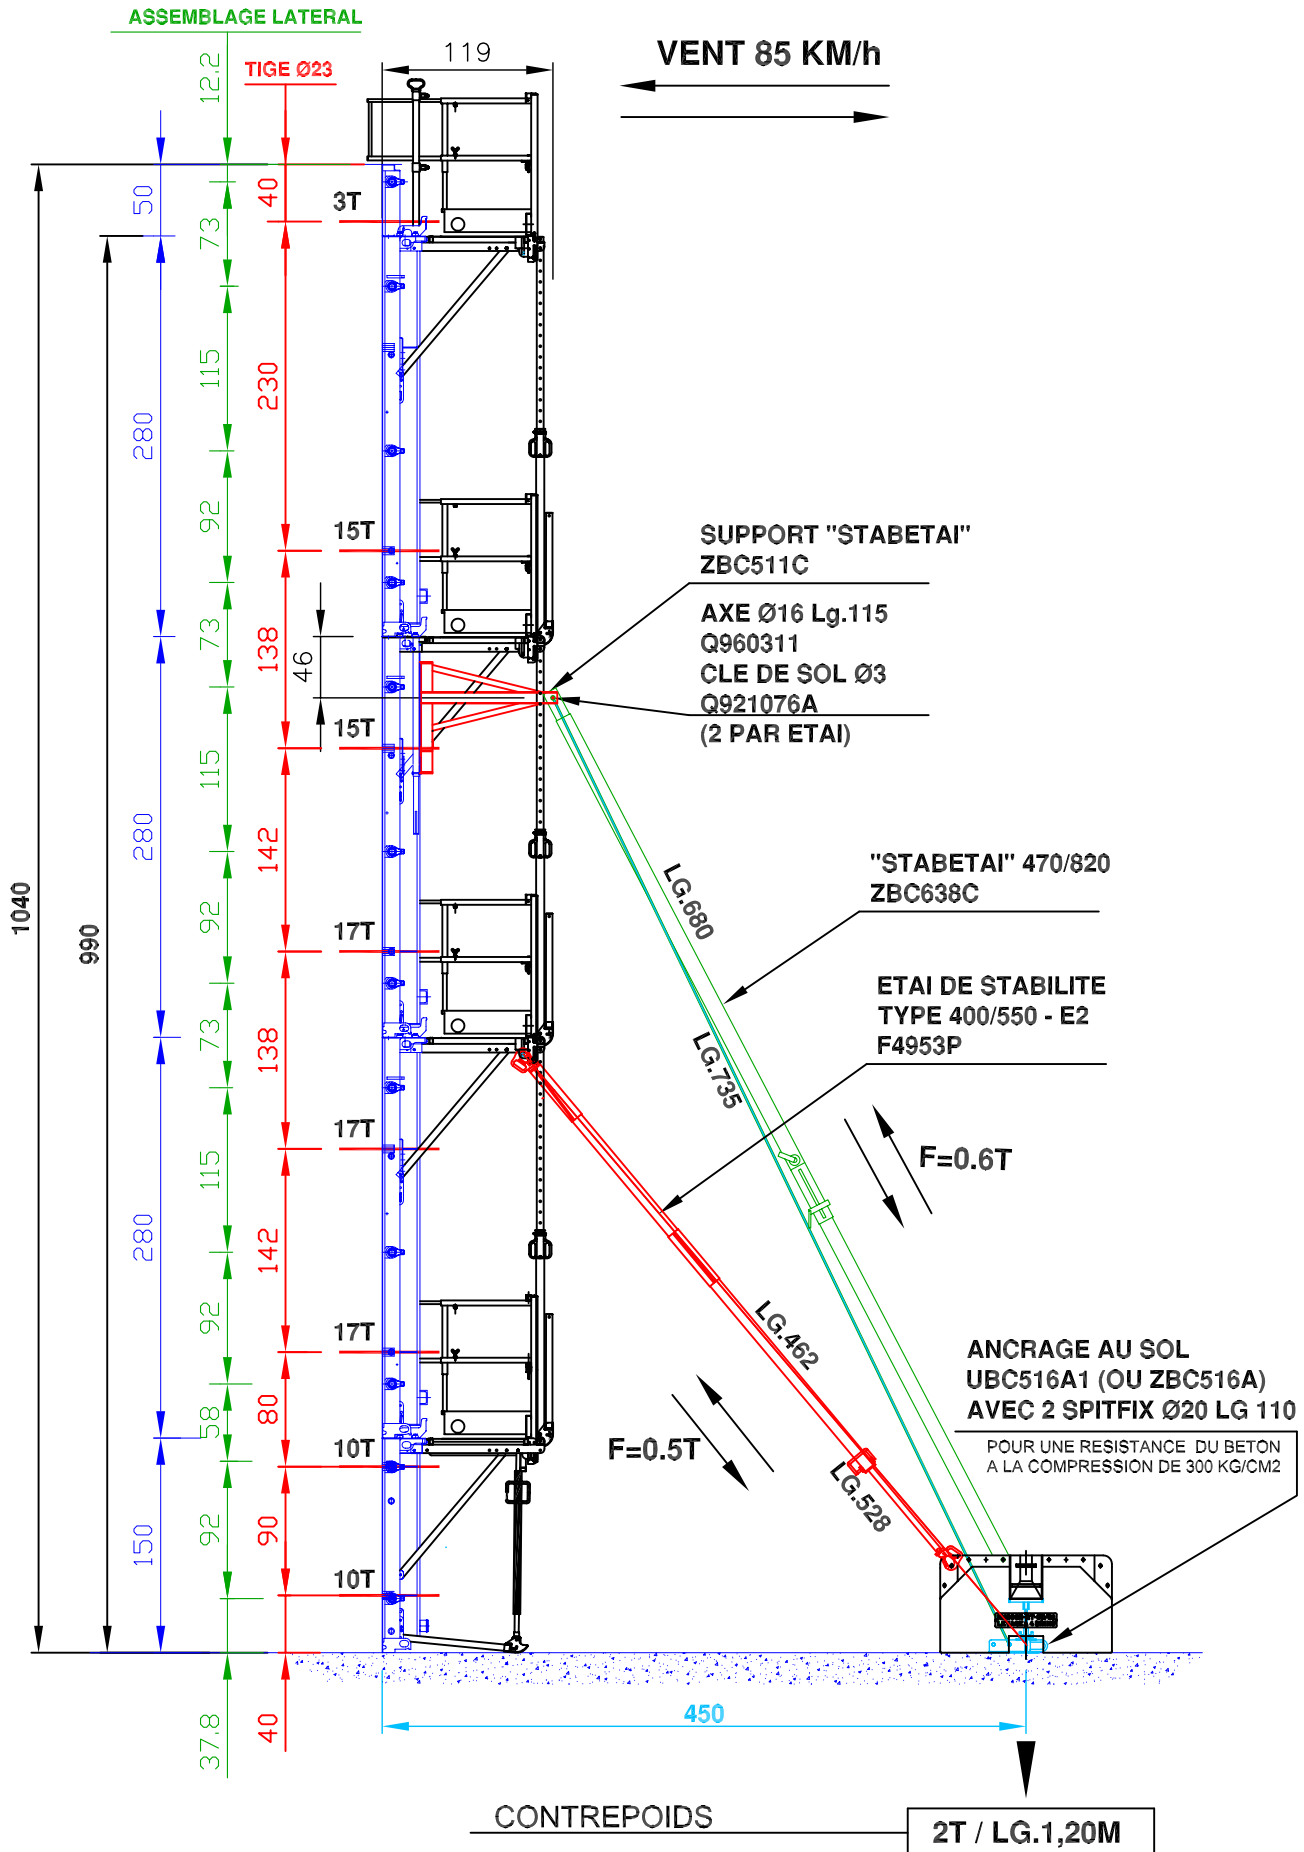 ASSEMBLAGE LATERAL
TIGE Ø23
119
VENT 85 KM/h
12.2
50
73
40
3T
115
280
230
92
15T
73
138
46
15T
SUPPORT "STABETAI"
ZBC511C
AXE Ø16 Lg.115
Q960311
CLE DE SOL Ø3
Q921076A
(2 PAR ETAI)
115
280
142
1040
990
92
17T
LG.680
"STABETAI" 470/820
ZBC638C
LG.735
ETAI DE STABILITE
TYPE 400/550 - E2
F4953P
73
138
17T
115
280
142
F=0.6T
92
17T
LG.462
58
80
10T
F=0.5T
LG.528
ANCRAGE AU SOL
UBC516A1 (OU ZBC516A)
AVEC 2 SPITFIX Ø20 LG 110
POUR UNE RESISTANCE DU BETON
A LA COMPRESSION DE 300 KG/CM2
150
92
90
10T
37.8
40
450
CONTREPOIDS
2T / LG.1,20M